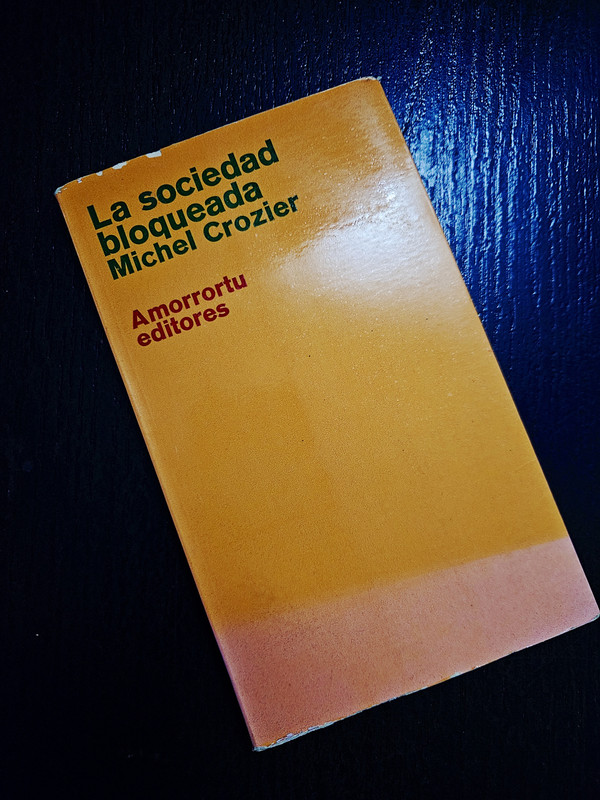 La sociedad
bloqueada
Michel Crozier
Amorrortu
editores